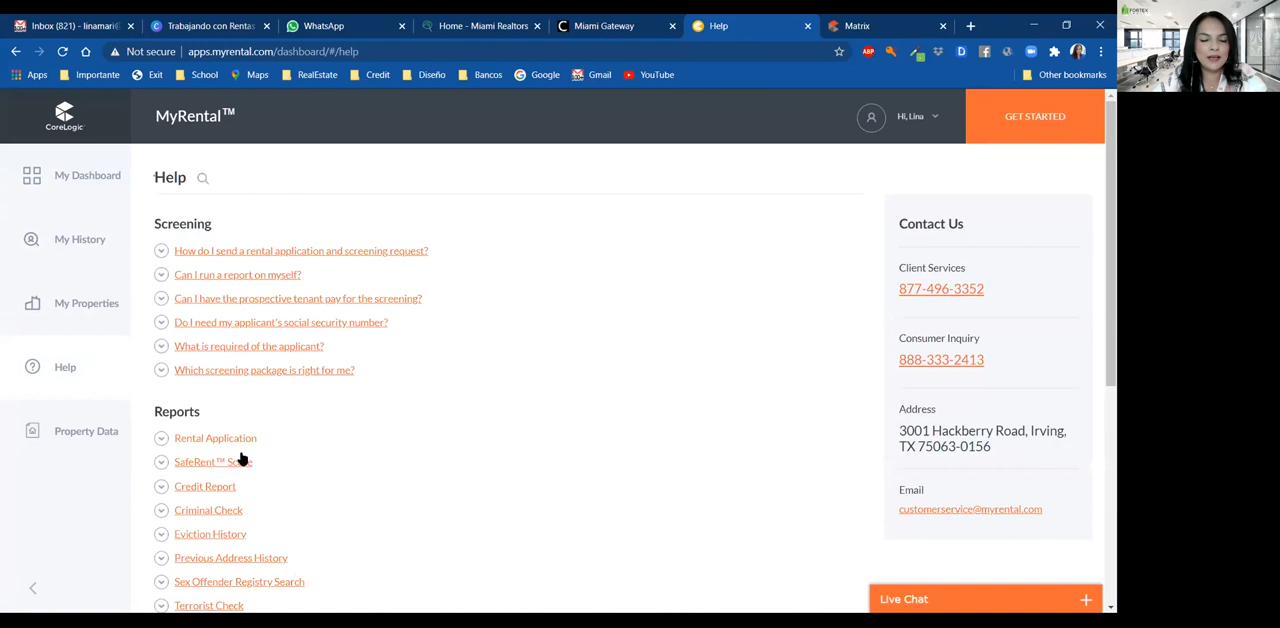 Inbox (821) - linamari
Trabajando con Rentas
WhatsApp
Home - Miami Realtors
Miami Gateway
Help
Matrix
Not secure
apps.myrental.com/dashboard/#/help
Apps
Importante
Exit
School
Maps
RealEstate
Credit
Diseño
Bancos
Google
Gmail
YouTube
Other bookmarks
FORTEX
CoreLogic
MyRental™
Hi, Lina
GET STARTED
My Dashboard
My History
My Properties
Help
Property Data
Help
Screening
How do I send a rental application and screening request?
Can I run a report on myself?
Can I have the prospective tenant pay for the screening?
Do I need my applicant's social security number?
What is required of the applicant?
Which screening package is right for me?
Reports
Rental Application
SafeRent™
Credit Report
Criminal Check
Eviction History
Previous Address History
Sex Offender Registry Search
Terrorist Check
Contact Us
Client Services
877-496-3352
Consumer Inquiry
888-333-2413
Address
3001 Hackberry Road, Irving,
TX 75063-0156
Email
customerservice@myrental.com
Live Chat